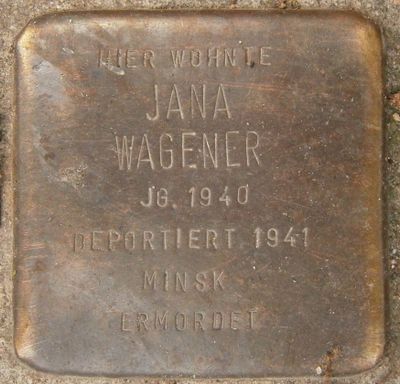 HIER WOHNTE
JANA
WAGENER
JG. 1940
DEPORTIERT 1941
MINSK
ERMORDET